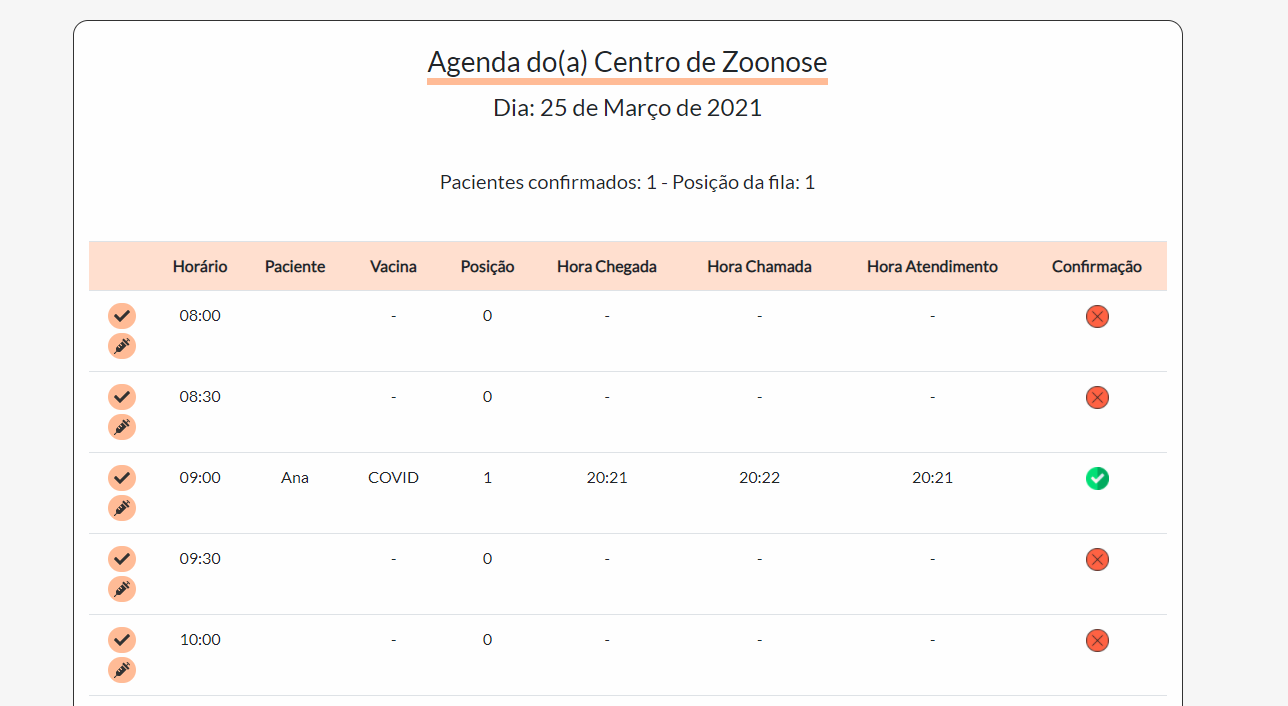 Agenda do(a) Centro de Zoonose
Dia: 25 de Março de 2021
Pacientes confirmados: 1 - Posição da fila: 1
Horário Paciente Vacina Posição Hora Chegada Hora Chamada Hora Atendimento Confirmação
08:00 - 0 - - -
08:30 - 0 - - -
09:00 Ana COVID 1 20:21 20:22 20:21
09:30 - 0 - - -
10:00 - 0 - - -